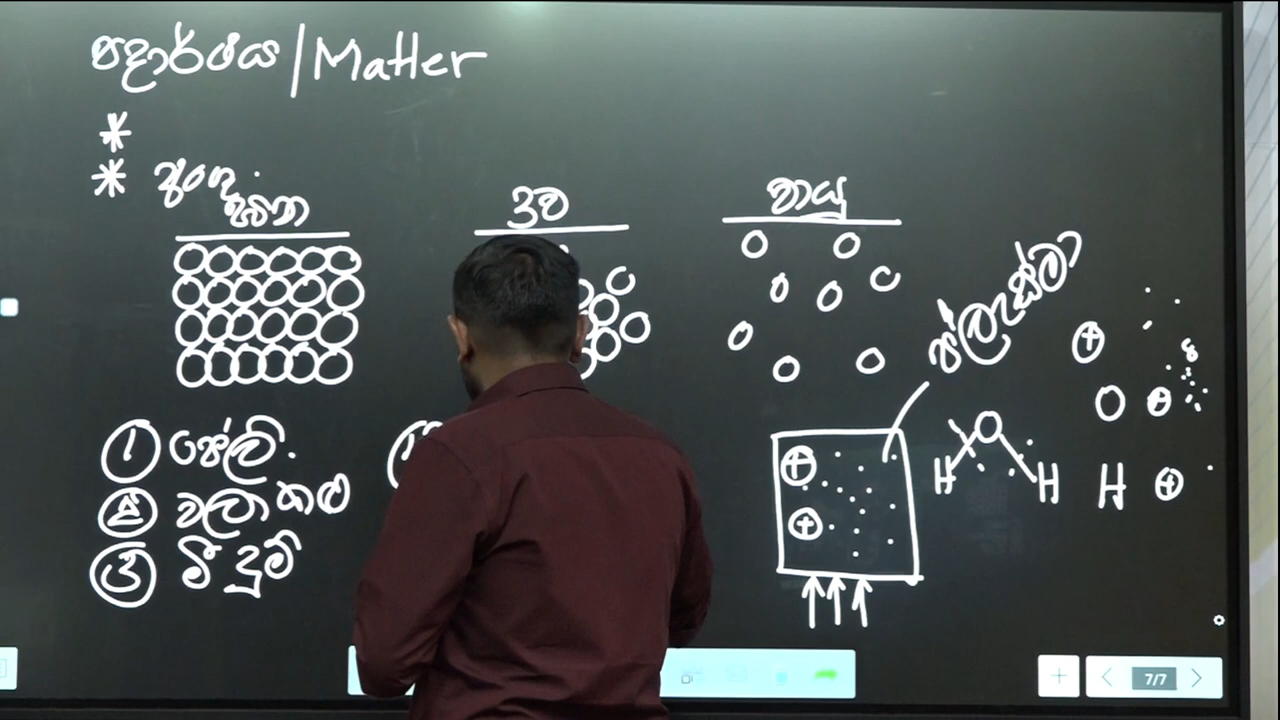 පදාර්ථය / Matter
*
* අංශු.
ඝන
ද්‍රව
වායු
ප්ලැස්මා
+
+
O
H
H
O +
H +
① පේලි.
② වලාකුළු
③ මී දුම්
7/7